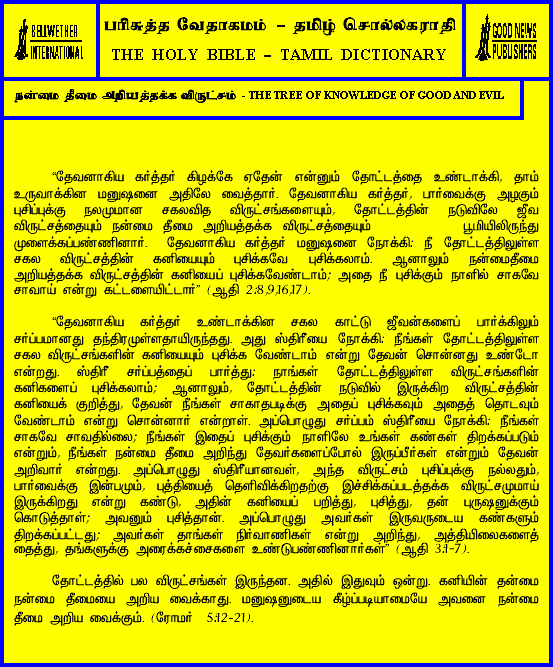 BELLWETHER
INTERNATIONAL
பரிசுத்த வேதாகமம் – தமிழ் சொல்லகராதி
THE HOLY BIBLE – TAMIL DICTIONARY
GOOD NEWS
PUBLISHERS
நன்மை தீமை அறியத்தக்க விருட்சம் - THE TREE OF KNOWLEDGE OF GOOD AND EVIL
“தேவனாகிய கர்த்தர் கிழக்கே ஏதேன் என்னும் தோட்டத்தை உண்டாக்கி, தாம்
உருவாக்கின மனுஷனை அதிலே வைத்தார். தேவனாகிய கர்த்தர், பார்வைக்கு அழகும்
புசிப்புக்கு நலமுமான சகலவித விருட்சங்களையும், தோட்டத்தின் நடுவிலே ஜீவ
விருட்சத்தையும் நன்மை தீமை அறியத்தக்க விருட்சத்தையும் பூமியிலிருந்து
முளைக்கப்பண்ணினார். தேவனாகிய கர்த்தர் மனுஷனை நோக்கி: நீ தோட்டத்திலுள்ள
சகல விருட்சத்தின் கனியையும் புசிக்கவே புசிக்கலாம். ஆனாலும் நன்மைதீமை
அறியத்தக்க விருட்சத்தின் கனியைப் புசிக்கவேண்டாம்; அதை நீ புசிக்கும் நாளில் சாகவே
சாவாய் என்று கட்டளையிட்டார்” (ஆதி 2:8,9,16,17).
“தேவனாகிய கர்த்தர் உண்டாக்கின சகல காட்டு ஜீவன்களைப் பார்க்கிலும்
சர்ப்பமானது தந்திரமுள்ளதாயிருந்தது. அது ஸ்திரீயை நோக்கி: நீங்கள் தோட்டத்திலுள்ள
சகல விருட்சங்களின் கனியையும் புசிக்க வேண்டாம் என்று தேவன் சொன்னது உண்டோ
என்றது. ஸ்திரீ சர்ப்பத்தைப் பார்த்து: நாங்கள் தோட்டத்திலுள்ள விருட்சங்களின்
கனிகளைப் புசிக்கலாம்; ஆனாலும், தோட்டத்தின் நடுவில் இருக்கிற விருட்சத்தின்
கனியைக் குறித்து, தேவன் நீங்கள் சாகாதபடிக்கு அதைப் புசிக்கவும் அதைத் தொடவும்
வேண்டாம் என்று சொன்னார் என்றாள். அப்பொழுது சர்ப்பம் ஸ்திரீயை நோக்கி: நீங்கள்
சாகவே சாவதில்லை; நீங்கள் இதைப் புசிக்கும் நாளிலே உங்கள் கண்கள் திறக்கப்படும்
என்றும், நீங்கள் நன்மை தீமை அறிந்து தேவர்களைப்போல் இருப்பீர்கள் என்றும் தேவன்
அறிவார் என்றது. அப்பொழுது ஸ்திரீயானவள், அந்த விருட்சம் புசிப்புக்கு நல்லதும்,
பார்வைக்கு இன்பமும், புத்தியைத் தெளிவிக்கிறதற்கு இச்சிக்கப்படத்தக்க விருட்சமுமாய்
இருக்கிறது என்று கண்டு, அதின் கனியைப் பறித்து, புசித்து, தன் புருஷனுக்கும்
கொடுத்தாள்; அவனும் புசித்தான். அப்பொழுது அவர்கள் இருவருடைய கண்களும்
திறக்கப்பட்டது; அவர்கள் தாங்கள் நிர்வாணிகள் என்று அறிந்து, அத்தியிலைகளைத்
தைத்து, தங்களுக்கு அரைக்கச்சைகளை உண்டுபண்ணினார்கள்” (ஆதி 3:1-7).
தோட்டத்தில் பல விருட்சங்கள் இருந்தன. அதில் இதுவும் ஒன்று. கனியின் தன்மை
நன்மை தீமையை அறிய வைக்காது. மனுஷனுடைய கீழ்ப்படியாமையே அவனை நன்மை
தீமை அறிய வைக்கும். (ரோமர் 5:12-21).